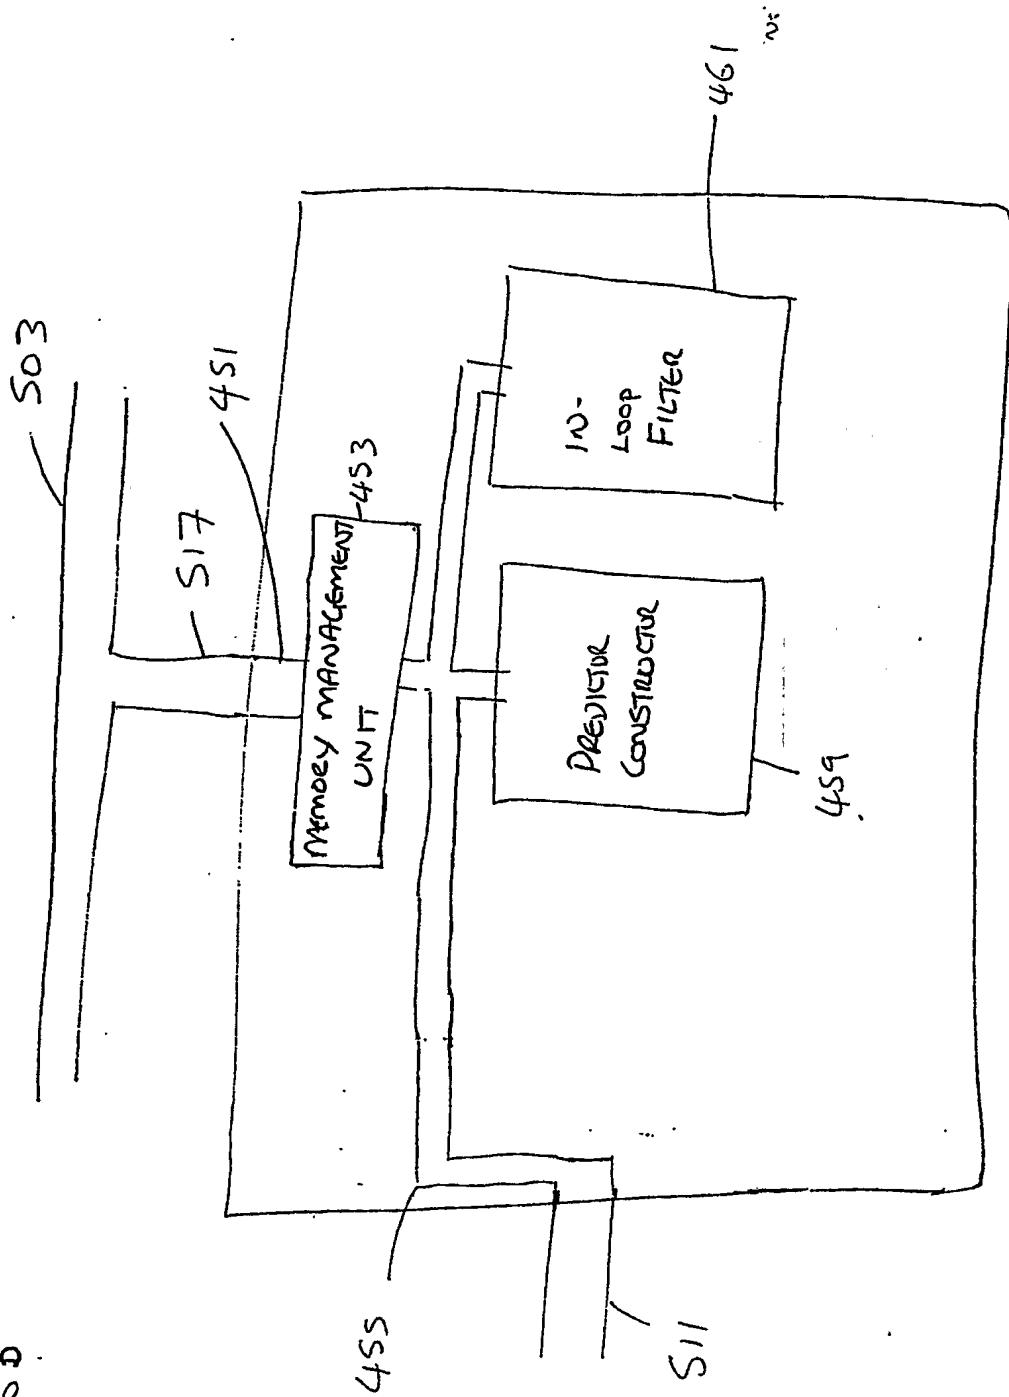 503
517
451
MEMORY MANAGEMENT
UNIT
453
455
511
PREDICTOR
CONSTRUCTOR
459
IN-
LOOP
FILTER
461